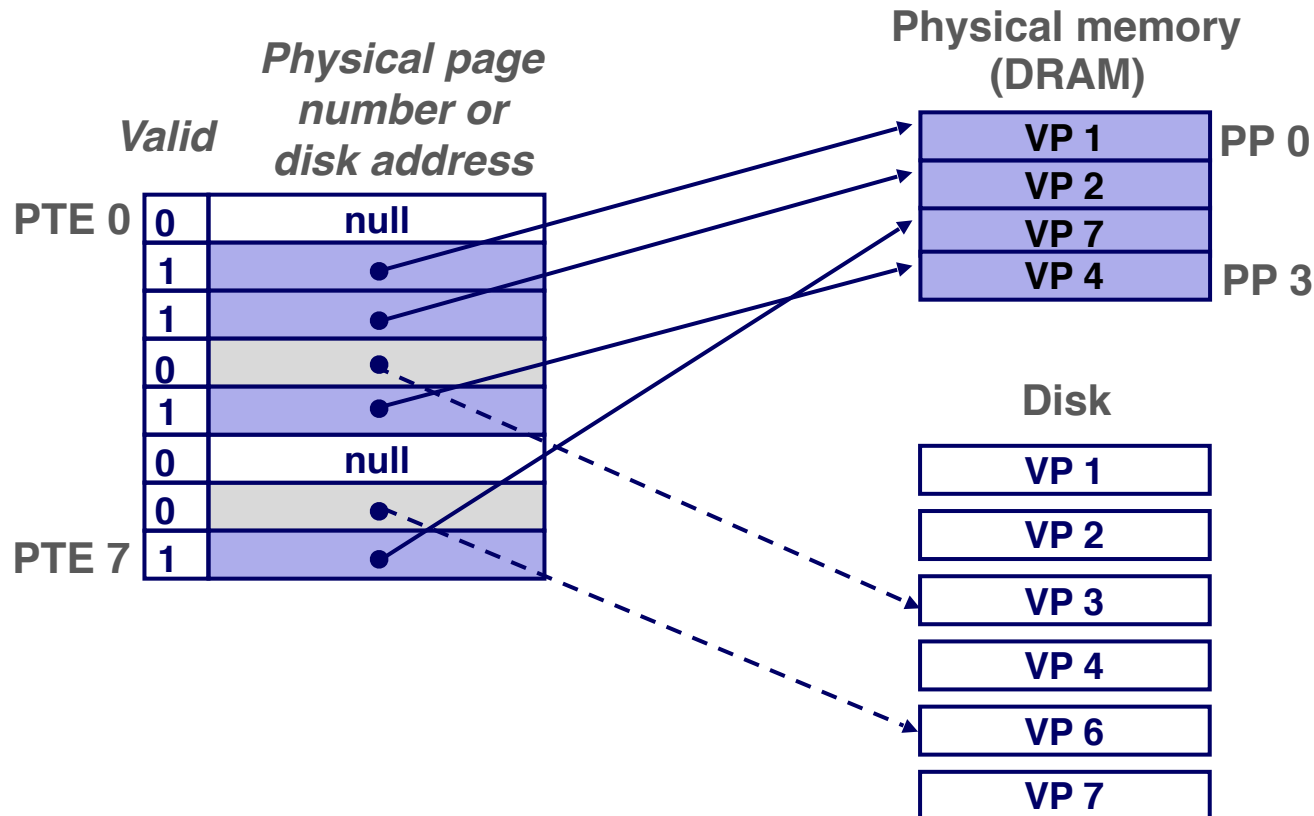 Physical page
number or
disk address
Valid
PTE 0
0
null
1
1
0
1
0
null
0
PTE 7
1
Physical memory
(DRAM)
VP 1
PP 0
VP 2
VP 7
VP 4
PP 3
Disk
VP 1
VP 2
VP 3
VP 4
VP 6
VP 7